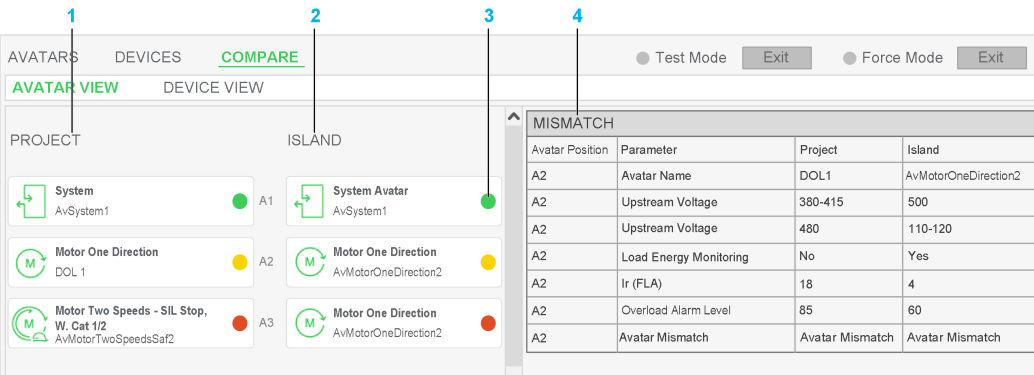 1 2 3
AVATARS DEVICES COMPARE Test Mode Exit Force Mode Exit
AVATAR VIEW DEVICE VIEW
4
PROJECT ISLAND
System
AvSystem1
A1
System Avatar
AvSystem1
M
Motor One Direction
DOL 1
A2
M
Motor One Direction
AvMotorOneDirection2
M
Motor Two Speeds - SIL Stop,
W. Cat 1/2
AvMotorTwoSpeedsSaf2
A3
M
Motor One Direction
AvMotorOneDirection2
MISMATCH
Avatar Position Parameter Project Island
A2 Avatar Name DOL1 AvMotorOneDirection2
A2 Upstream Voltage 380-415 500
A2 Upstream Voltage 480 110-120
A2 Load Energy Monitoring No Yes
A2 Ir (FLA) 18 4
A2 Overload Alarm Level 85 60
A2 Avatar Mismatch Avatar Mismatch Avatar Mismatch